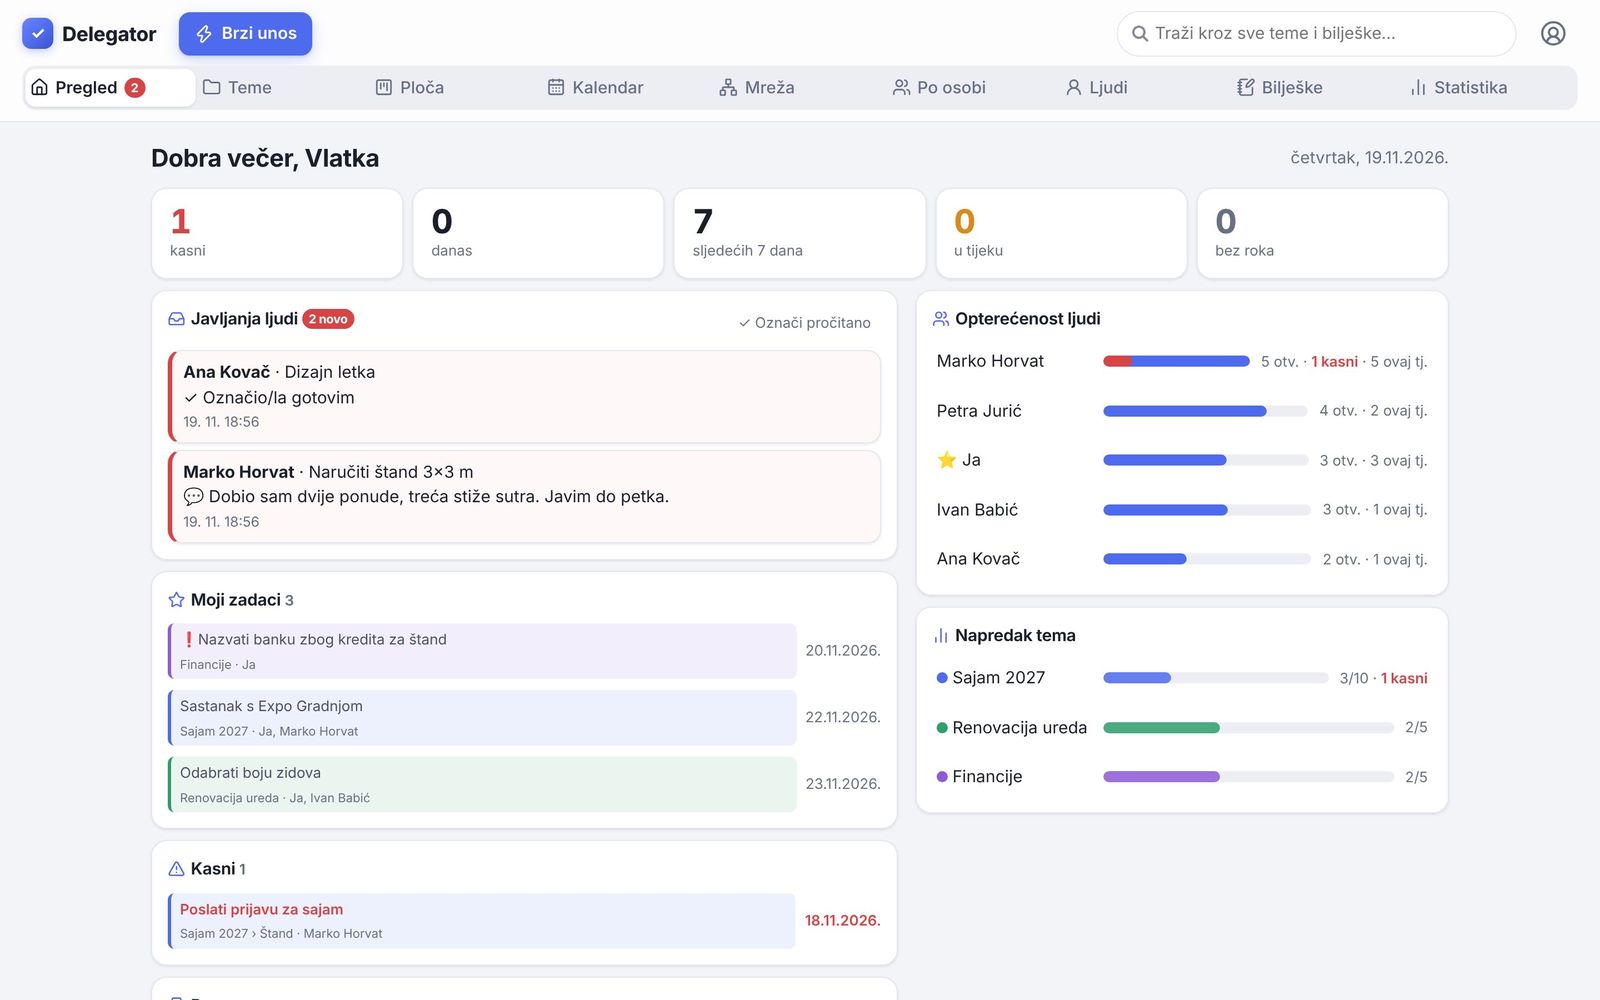 Delegator
Brzi unos
Traži kroz sve teme i bilješke...
Pregled 2
Teme
Ploča
Kalendar
Mreža
Po osobi
Ljudi
Bilješke
Statistika
Dobra večer, Vlatka
četvrtak, 19.11.2026.
1
kasni
0
danas
7
sljedećih 7 dana
0
u tijeku
0
bez roka
Javljanja ljudi 2 novo
✓ Označi pročitano
Ana Kovač · Dizajn letka
✓ Označio/la gotovim
19. 11. 18:56
Marko Horvat · Naručiti štand 3×3 m
💬 Dobio sam dvije ponude, treća stiže sutra. Javim do petka.
19. 11. 18:56
Moji zadaci 3
❗Nazvati banku zbog kredita za štand
Financije · Ja
20.11.2026.
Sastanak s Expo Gradnjom
Sajam 2027 · Ja, Marko Horvat
22.11.2026.
Odabrati boju zidova
Renovacija ureda · Ja, Ivan Babić
23.11.2026.
Kasni 1
Poslati prijavu za sajam
Sajam 2027 › Štand · Marko Horvat
18.11.2026.
Opterećenost ljudi
Marko Horvat 5 otv. · 1 kasni · 5 ovaj tj.
Petra Jurić 4 otv. · 2 ovaj tj.
⭐ Ja 3 otv. · 3 ovaj tj.
Ivan Babić 3 otv. · 1 ovaj tj.
Ana Kovač 2 otv. · 1 ovaj tj.
Napredak tema
Sajam 2027 3/10 · 1 kasni
Renovacija ureda 2/5
Financije 2/5